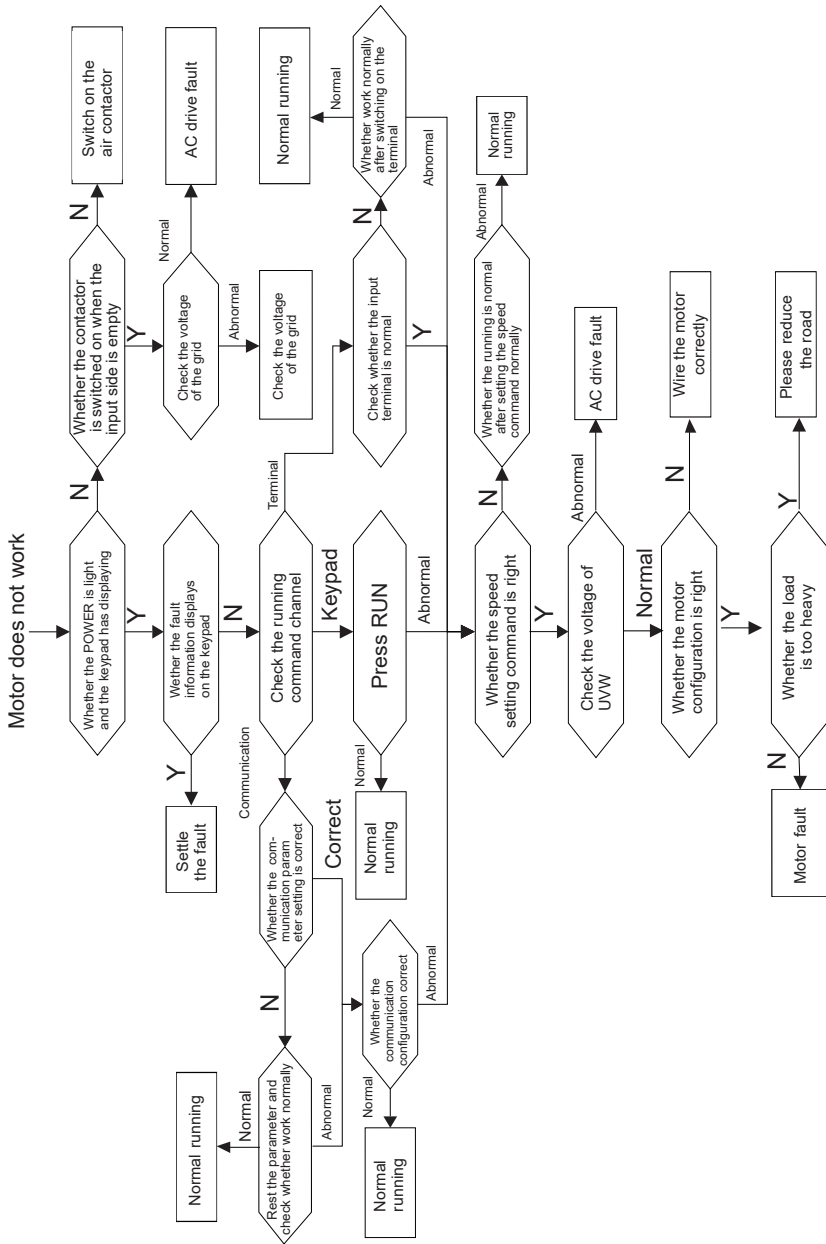 Motor does not work
Whether the POWER is light
and the keypad has displaying
N
Whether the contactor
is switched on when the
input side is empty
N
Switch on the
air contactor
Y
Y
Check the voltage
of the grid
Normal
AC drive fault
Abnormal
Check the voltage
of the grid
Wether the fault
information displays
on the keypad
Y
Settle
the fault
N
Check the running
command channel
Communication
Keypad
Terminal
Whether the com-
munication param
eter setting is correct
Correct
N
Rest the parameter and
check whether work normally
Normal
Normal running
Abnormal
Whether the
communication
configuration correct
Normal
Normal
running
Abnormal
Press RUN
Normal
Normal
running
Abnormal
Check whether the input
terminal is normal
N
Y
Whether work normally
after switching on the
terminal
Normal
Normal running
Abnormal
Whether the speed
setting command is right
N
Whether the running is normal
after setting the speed
command normally
Abnormal
Normal
running
Y
Check the voltage of
UVW
Abnormal
AC drive fault
Normal
Whether the motor
configuration is right
N
Wire the motor
correctly
Y
Whether the load
is too heavy
Y
Please reduce
the road
N
Motor fault